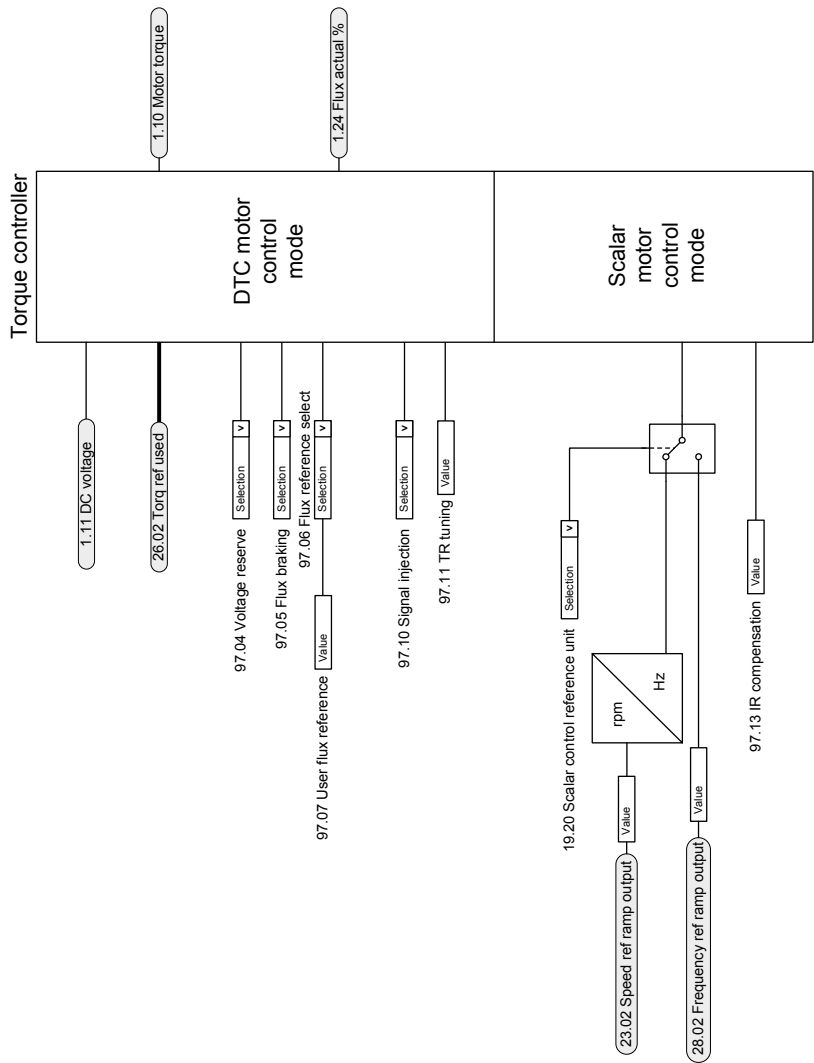 Torque controller
1.11 DC voltage
26.02 Torq ref used
97.04 Voltage reserve
Selection
v
97.05 Flux braking
Selection
v
97.06 Flux reference select
97.07 User flux reference
Value
Selection
v
97.10 Signal injection
Selection
v
97.11 TR tuning
Value
DTC motor
control
mode
1.10 Motor torque
1.24 Flux actual %
19.20 Scalar control reference unit
Selection
v
23.02 Speed ref ramp output
Value
rpm
Hz
28.02 Frequency ref ramp output
Value
97.13 IR compensation
Value
Scalar
motor
control
mode